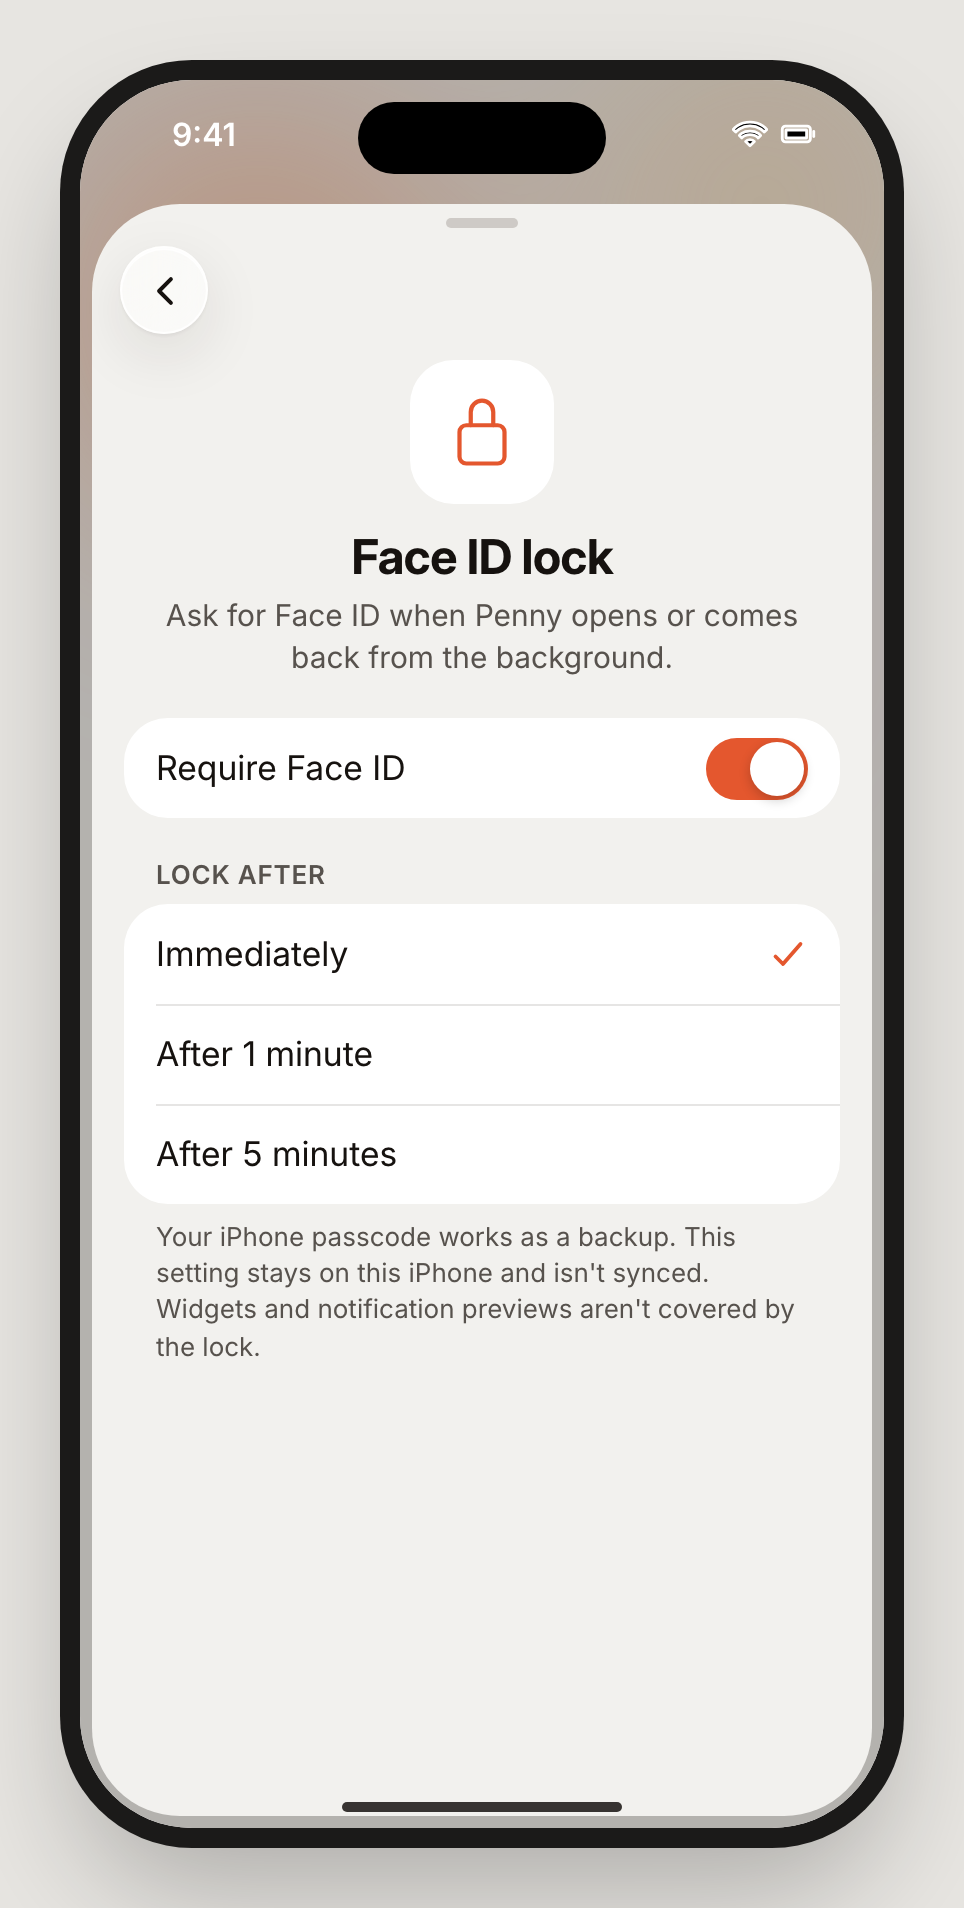 9:41
Face ID lock
Ask for Face ID when Penny opens or comes
back from the background.
Require Face ID
LOCK AFTER
Immediately
After 1 minute
After 5 minutes
Your iPhone passcode works as a backup. This
setting stays on this iPhone and isn't synced.
Widgets and notification previews aren't covered by
the lock.